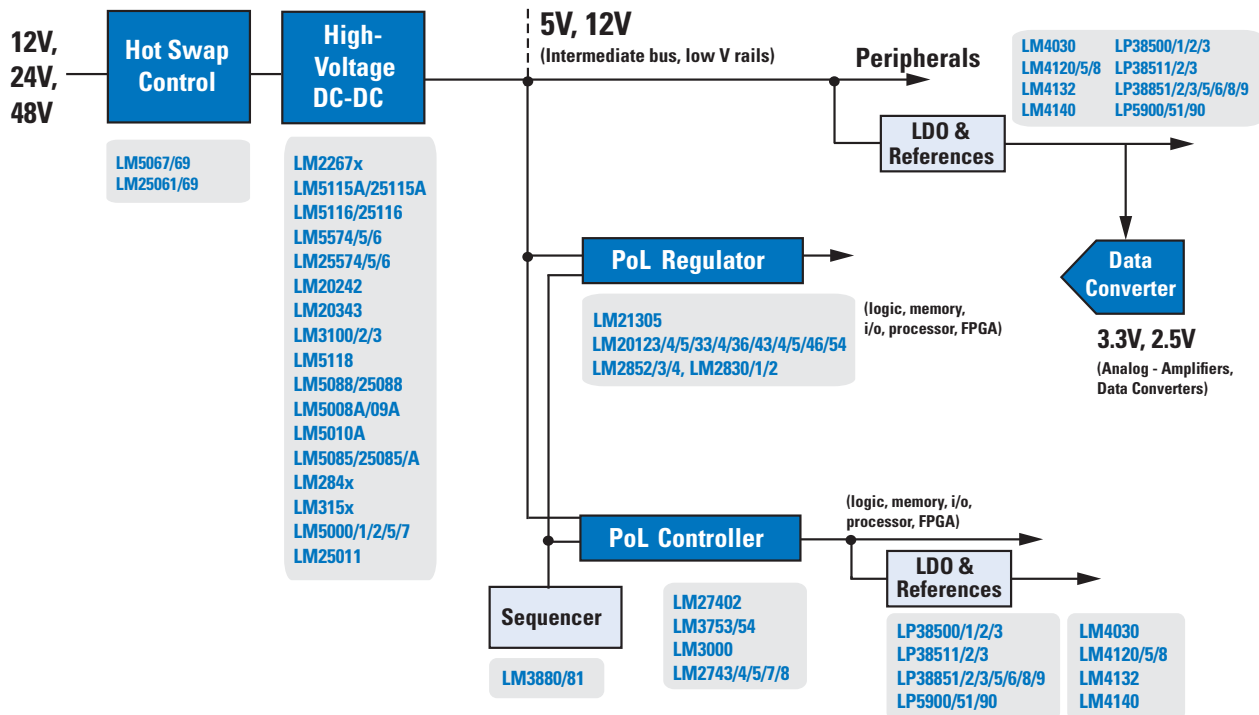 12V,
24V,
48V
Hot Swap
Control
High-
Voltage
DC-DC
5V, 12V
(Intermediate bus, low V rails)
Peripherals
LM4030
LM4120/5/8
LM4132
LM4140
LP38500/1/2/3
LP38511/2/3
LP38851/2/3/5/6/8/9
LP5900/51/90
LDO &
References
LM5067/69
LM25061/69
LM2267x
LM5115A/25115A
LM5116/25116
LM5574/5/6
LM25574/5/6
LM20242
LM20343
LM3100/2/3
LM5118
LM5088/25088
LM5008A/09A
LM5010A
LM5085/25085/A
LM284x
LM315x
LM5000/1/2/5/7
LM25011
PoL Regulator
LM21305
LM20123/4/5/33/4/36/43/4/5/46/54
LM2852/3/4, LM2830/1/2
(logic, memory,
i/o, processor, FPGA)
Data
Converter
3.3V, 2.5V
(Analog - Amplifiers,
Data Converters)
PoL Controller
(logic, memory, i/o,
processor, FPGA)
LDO &
References
Sequencer
LM3880/81
LM27402
LM3753/54
LM3000
LM2743/4/5/7/8
LP38500/1/2/3
LP38511/2/3
LP38851/2/3/5/6/8/9
LP5900/51/90
LM4030
LM4120/5/8
LM4132
LM4140